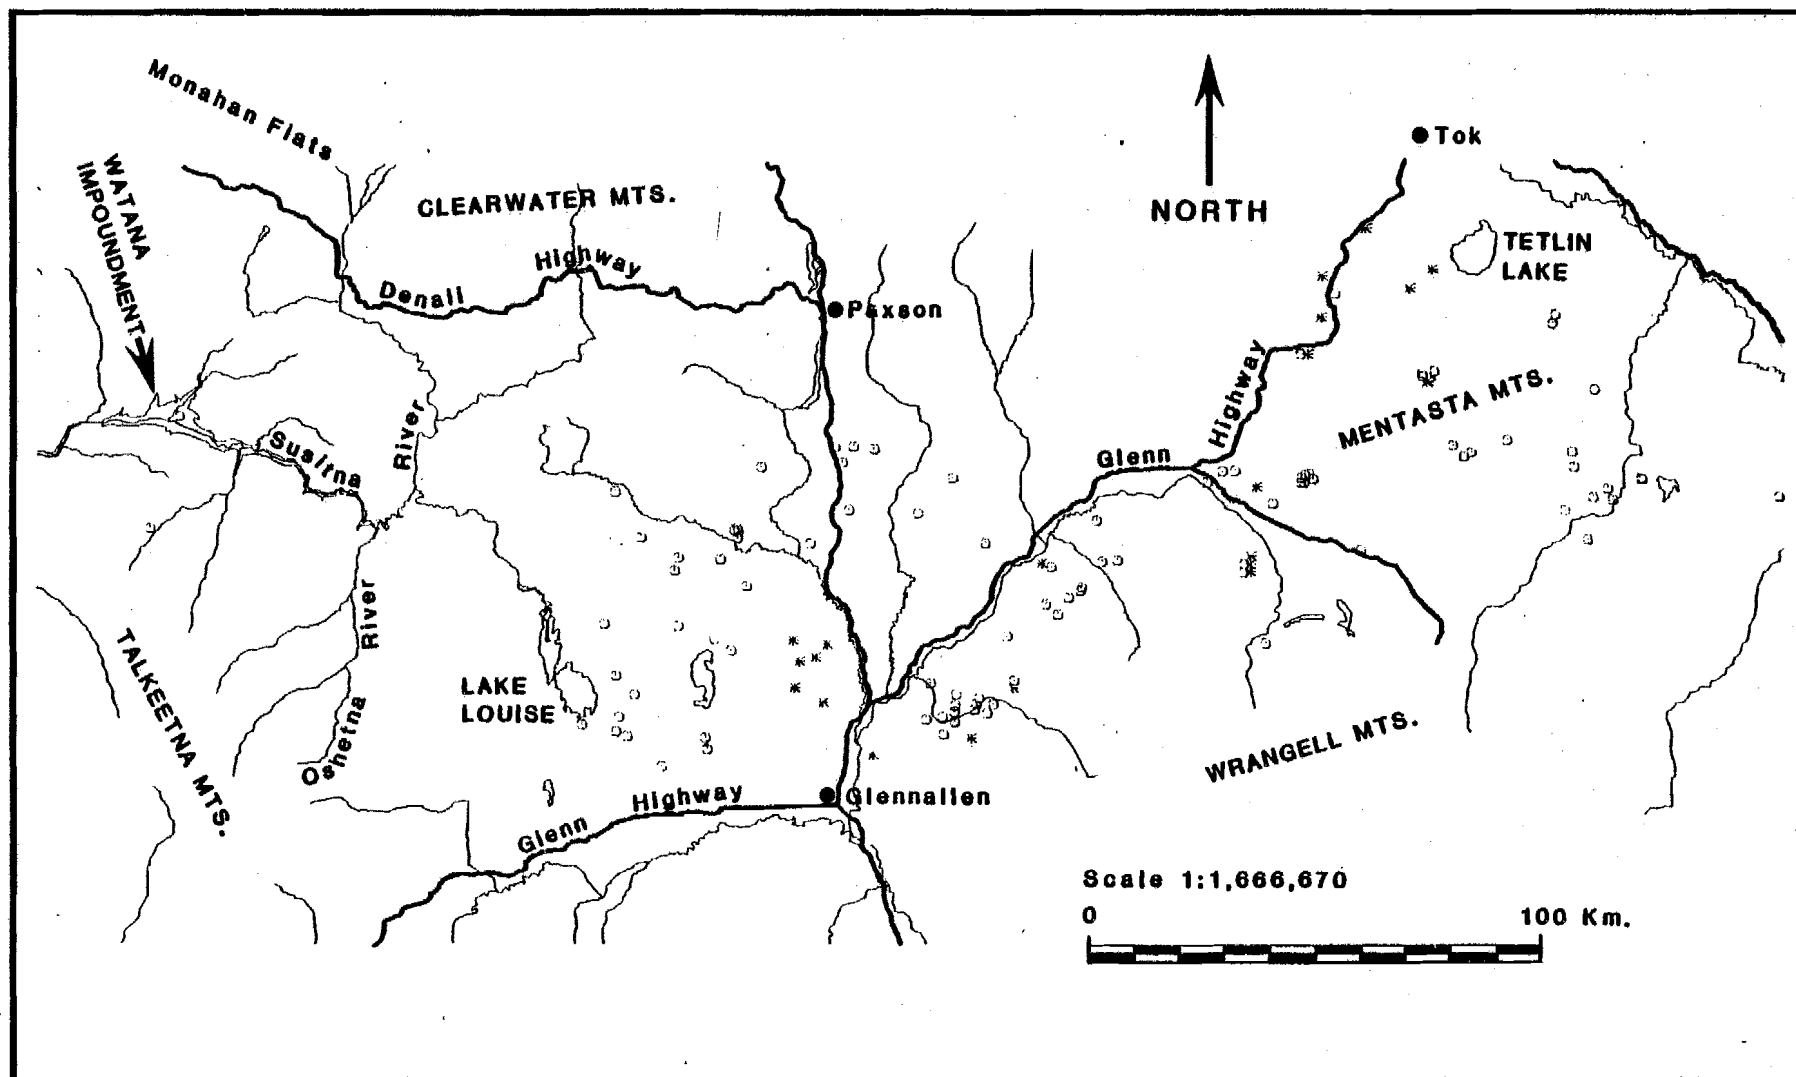 Monahan Flats
WATANA
IMPOUNDMENT
CLEARWATER MTS.
Denali
Highway
Paxson
NORTH
Tok
TETLIN
LAKE
MENTASTA MTS.
Highway
Glenn
Susitna
River
River
Oshetna
TALKEETNA MTS.
LAKE
LOUISE
Glenn
Highway
Glennallen
WRANGELL MTS.
Scale 1:1,666,670
0
100 Km.